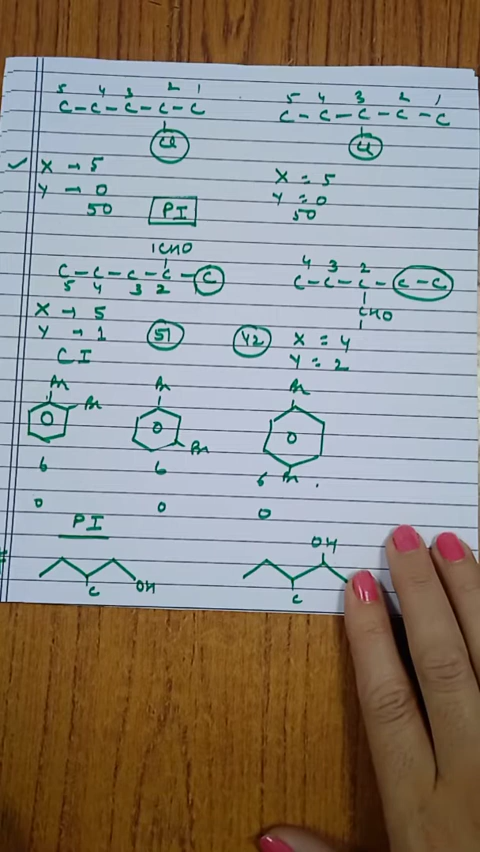 5 4 3 2 1
C - C - C - C - C
Cl
5 4 3 2 1
C - C - C - C - C
Cl
X → 5
Y → 0
50
PI
X = 5
Y = 0
50
1CHO
C - C - C - C - C
5 4 3 2
X → 5
Y → 1
51
CI
4 3 2
C - C - C - C - C
CHO
1
42
X = 4
Y = 2
Br
Br
6
0
Br
Br
6
0
Br
Br
6
0
PI
C
OH
OH
C